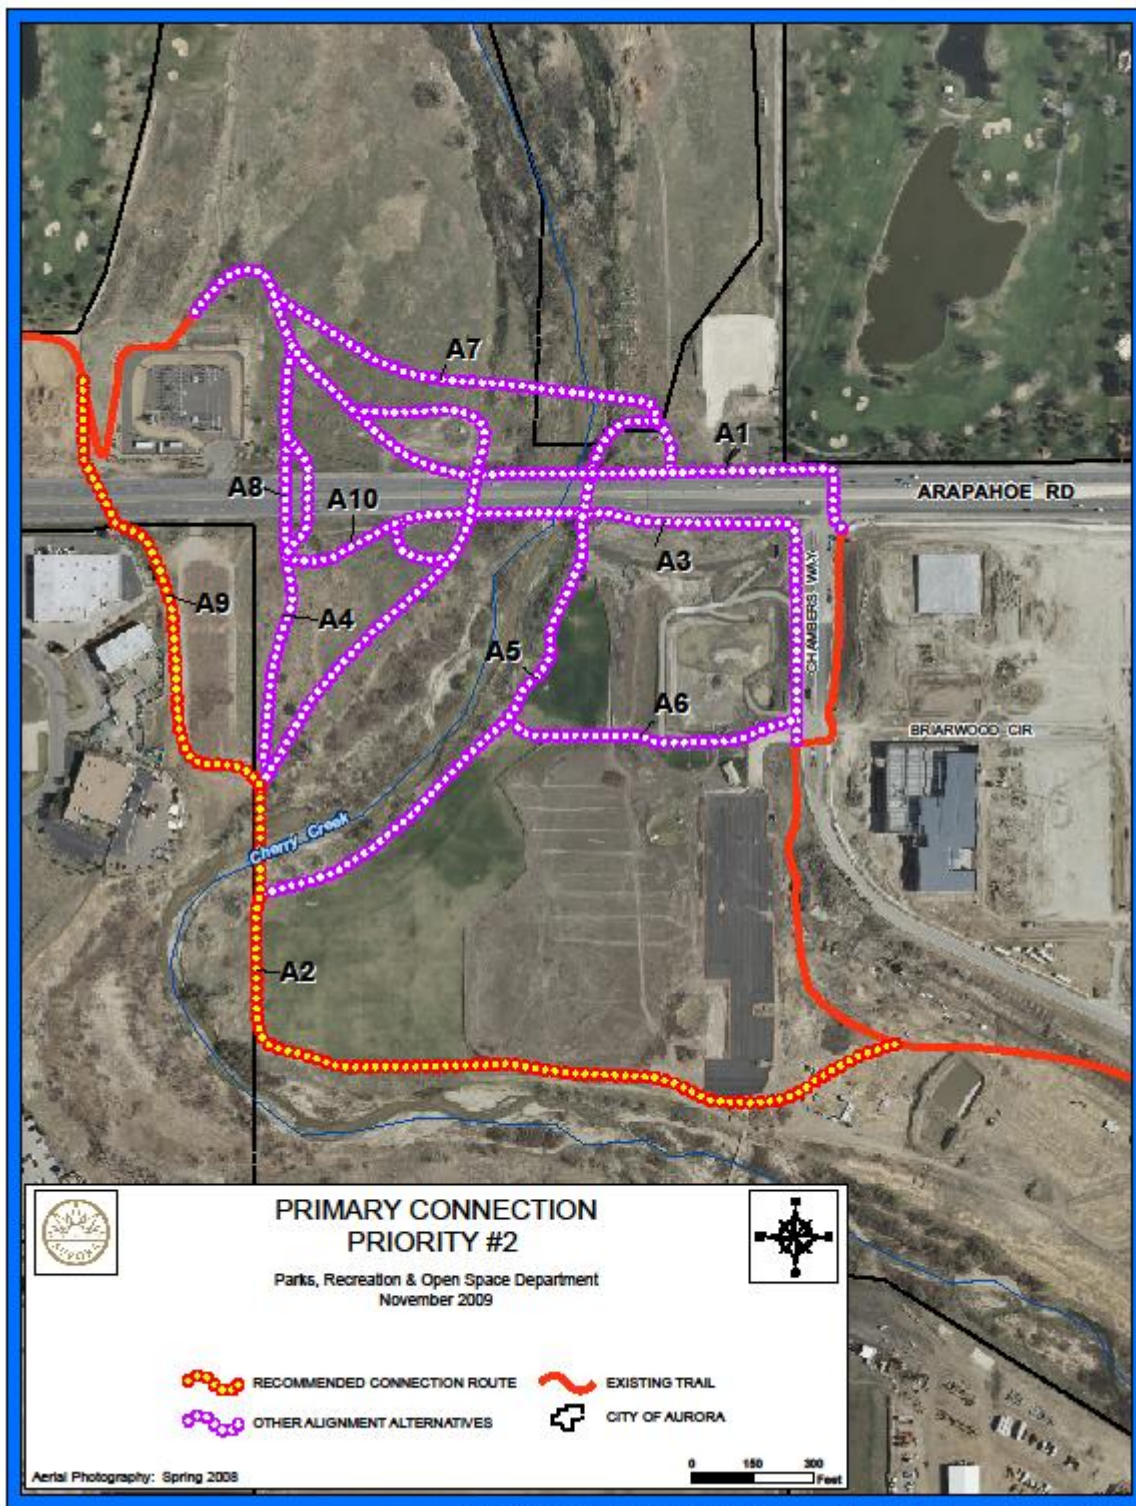 A7
A1
A8
A10
ARAPAHOE RD
A3
CHAMBERS WAY
A9
A4
A5
A6
BRIARWOOD CIR
Cherry Creek
A2
PRIMARY CONNECTION
PRIORITY #2
Parks, Recreation & Open Space Department
November 2009
AURORA
RECOMMENDED CONNECTION ROUTE
EXISTING TRAIL
OTHER ALIGNMENT ALTERNATIVES
CITY OF AURORA
Aerial Photography: Spring 2008
0 150 300
Feet